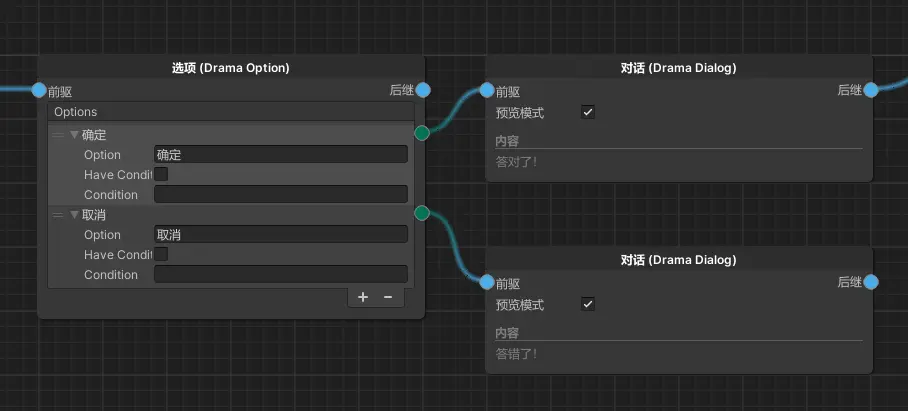 选项 (Drama Option)
前驱
后继
Options
确定
Option
确定
Have Condit
Condition
取消
Option
取消
Have Condit
Condition
+ −
对话 (Drama Dialog)
前驱
后继
预览模式
内容
答对了！
对话 (Drama Dialog)
前驱
后继
预览模式
内容
答错了！